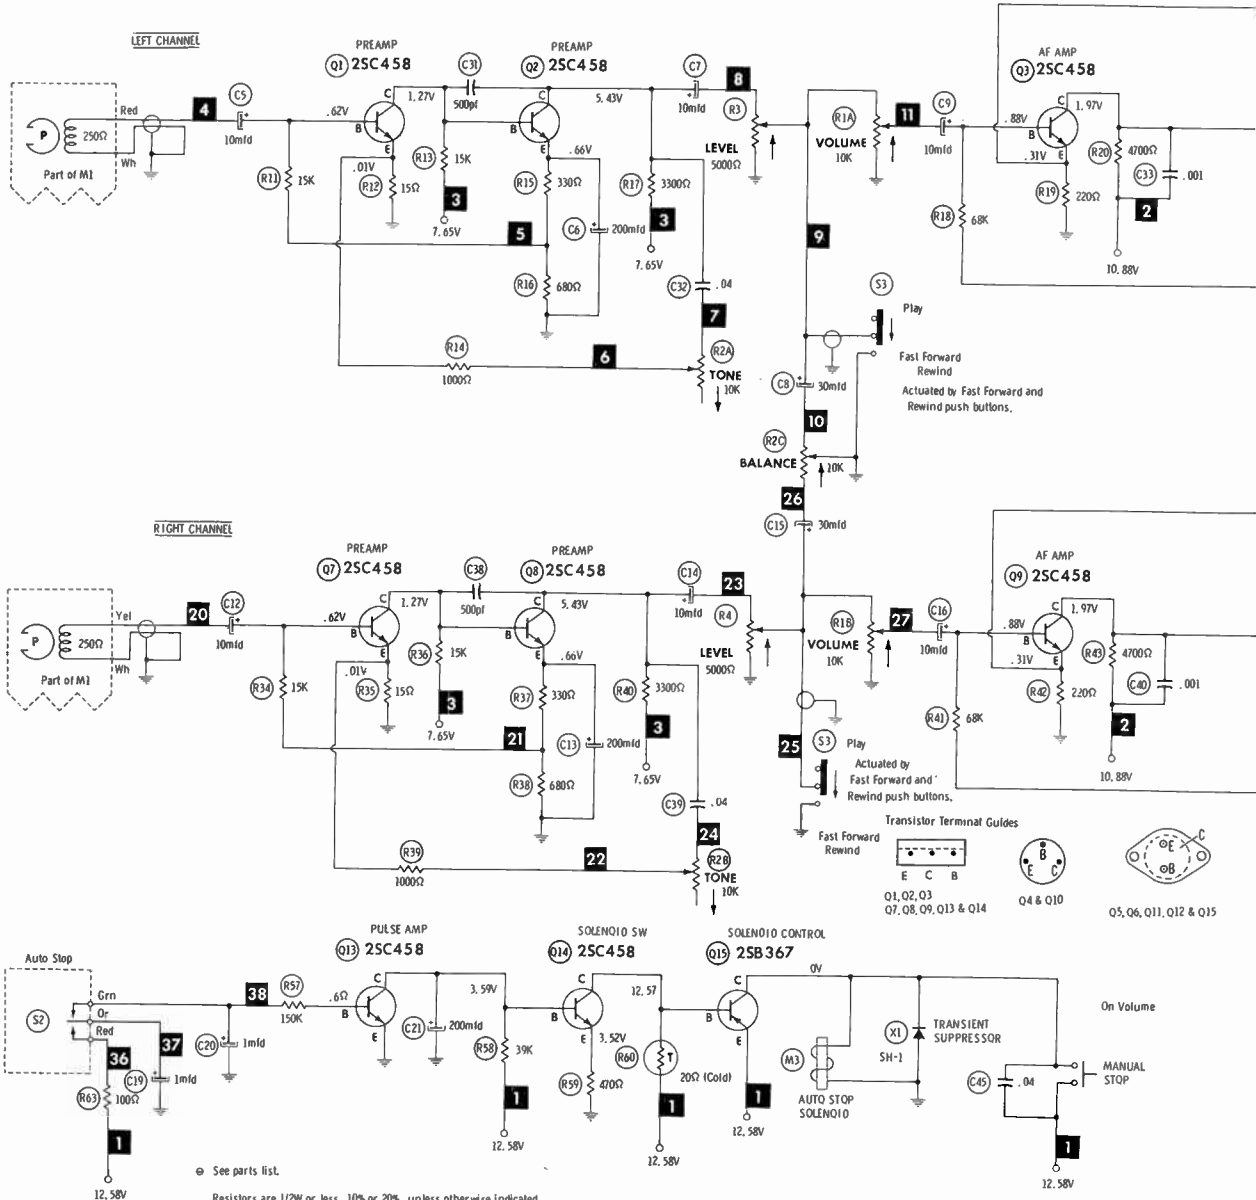 LEFT CHANNEL
PREAMP
Q1 2SC458
C31
500pf
PREAMP
Q2 2SC458
C7
10mfd
8
R3
LEVEL
5000Ω
R1A
VOLUME
10K
11
C9
10mfd
AF AMP
Q3 2SC458
Red
250Ω
P
Wh
Part of M1
4
C5
10mfd
.62V
B
C
E
1.27V
.01V
R11
15K
R12
15Ω
R13
15K
3
7.65V
B
C
E
5.43V
.66V
R15
330Ω
5
C6
200mfd
R16
680Ω
R17
3300Ω
3
7.65V
C32
.04
7
R2A
TONE
10K
R14
1000Ω
6
9
.88V
B
C
E
.31V
1.97V
R18
68K
R19
220Ω
R20
4700Ω
C33
.001
2
10.88V
S3
Play
Fast Forward
Rewind
Actuated by Fast Forward and
Rewind push buttons.
C8
30mfd
10
R2C
BALANCE
10K
26
C15
30mfd
RIGHT CHANNEL
PREAMP
Q7 2SC458
C38
500pf
PREAMP
Q8 2SC458
C14
10mfd
23
R4
LEVEL
5000Ω
R1B
VOLUME
10K
27
C16
10mfd
AF AMP
Q9 2SC458
Yel
250Ω
P
Wh
Part of M1
20
C12
10mfd
.62V
B
C
E
1.27V
.01V
R34
15K
R35
15Ω
R36
15K
3
7.65V
B
C
E
5.43V
.66V
R37
330Ω
21
C13
200mfd
R38
680Ω
R40
3300Ω
3
7.65V
C39
.04
24
R2B
TONE
10K
R39
1000Ω
22
25
S3
Play
Actuated by
Fast Forward and
Rewind push buttons.
Fast Forward
Rewind
.88V
B
C
E
.31V
1.97V
R41
68K
R42
220Ω
R43
4700Ω
C40
.001
2
10.88V
Transistor Terminal Guides
E C B
Q1, Q2, Q3
Q7, Q8, Q9, Q13 & Q14
B
E C
Q4 & Q10
E
C
B
Q5, Q6, Q11, Q12 & Q15
Auto Stop
S2
Grn
Or
Red
36
37
38
R63
100Ω
1
12.58V
C19
1mfd
C20
1mfd
R57
150K
PULSE AMP
Q13 2SC458
.6Ω
B
C
E
C21
200mfd
3.59V
R58
39K
1
12.58V
SOLENOID SW
Q14 2SC458
B
C
E
3.52V
R59
470Ω
12.57
R60
T
20Ω (Cold)
1
12.58V
SOLENOID CONTROL
Q15 2SB367
B
C
E
0V
1
12.58V
M3
AUTO STOP
SOLENOID
X1
SH-1
TRANSIENT
SUPPRESSOR
C45
.04
On Volume
MANUAL
STOP
1
12.58V
⊖ See parts list.
Resistors are 1/2W or less, 10% or 20%, unless otherwise indicated.